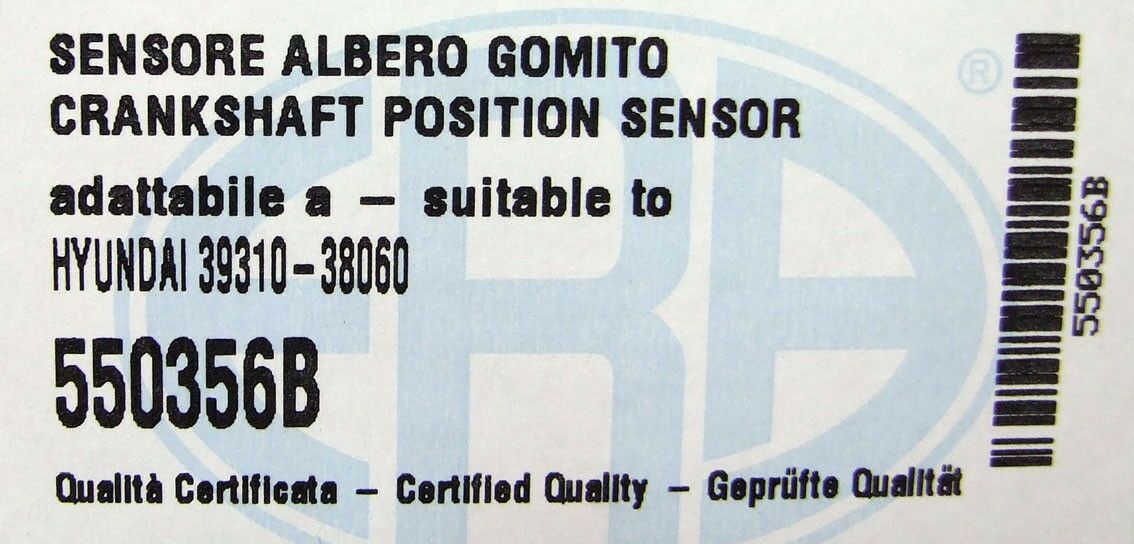 SENSORE ALBERO GOMITO
CRANKSHAFT POSITION SENSOR
adattabile a – suitable to
HYUNDAI 39310-38060
550356B
Qualità Certificata – Certified Quality – Geprüfte Qualität
ERA
®
550356B